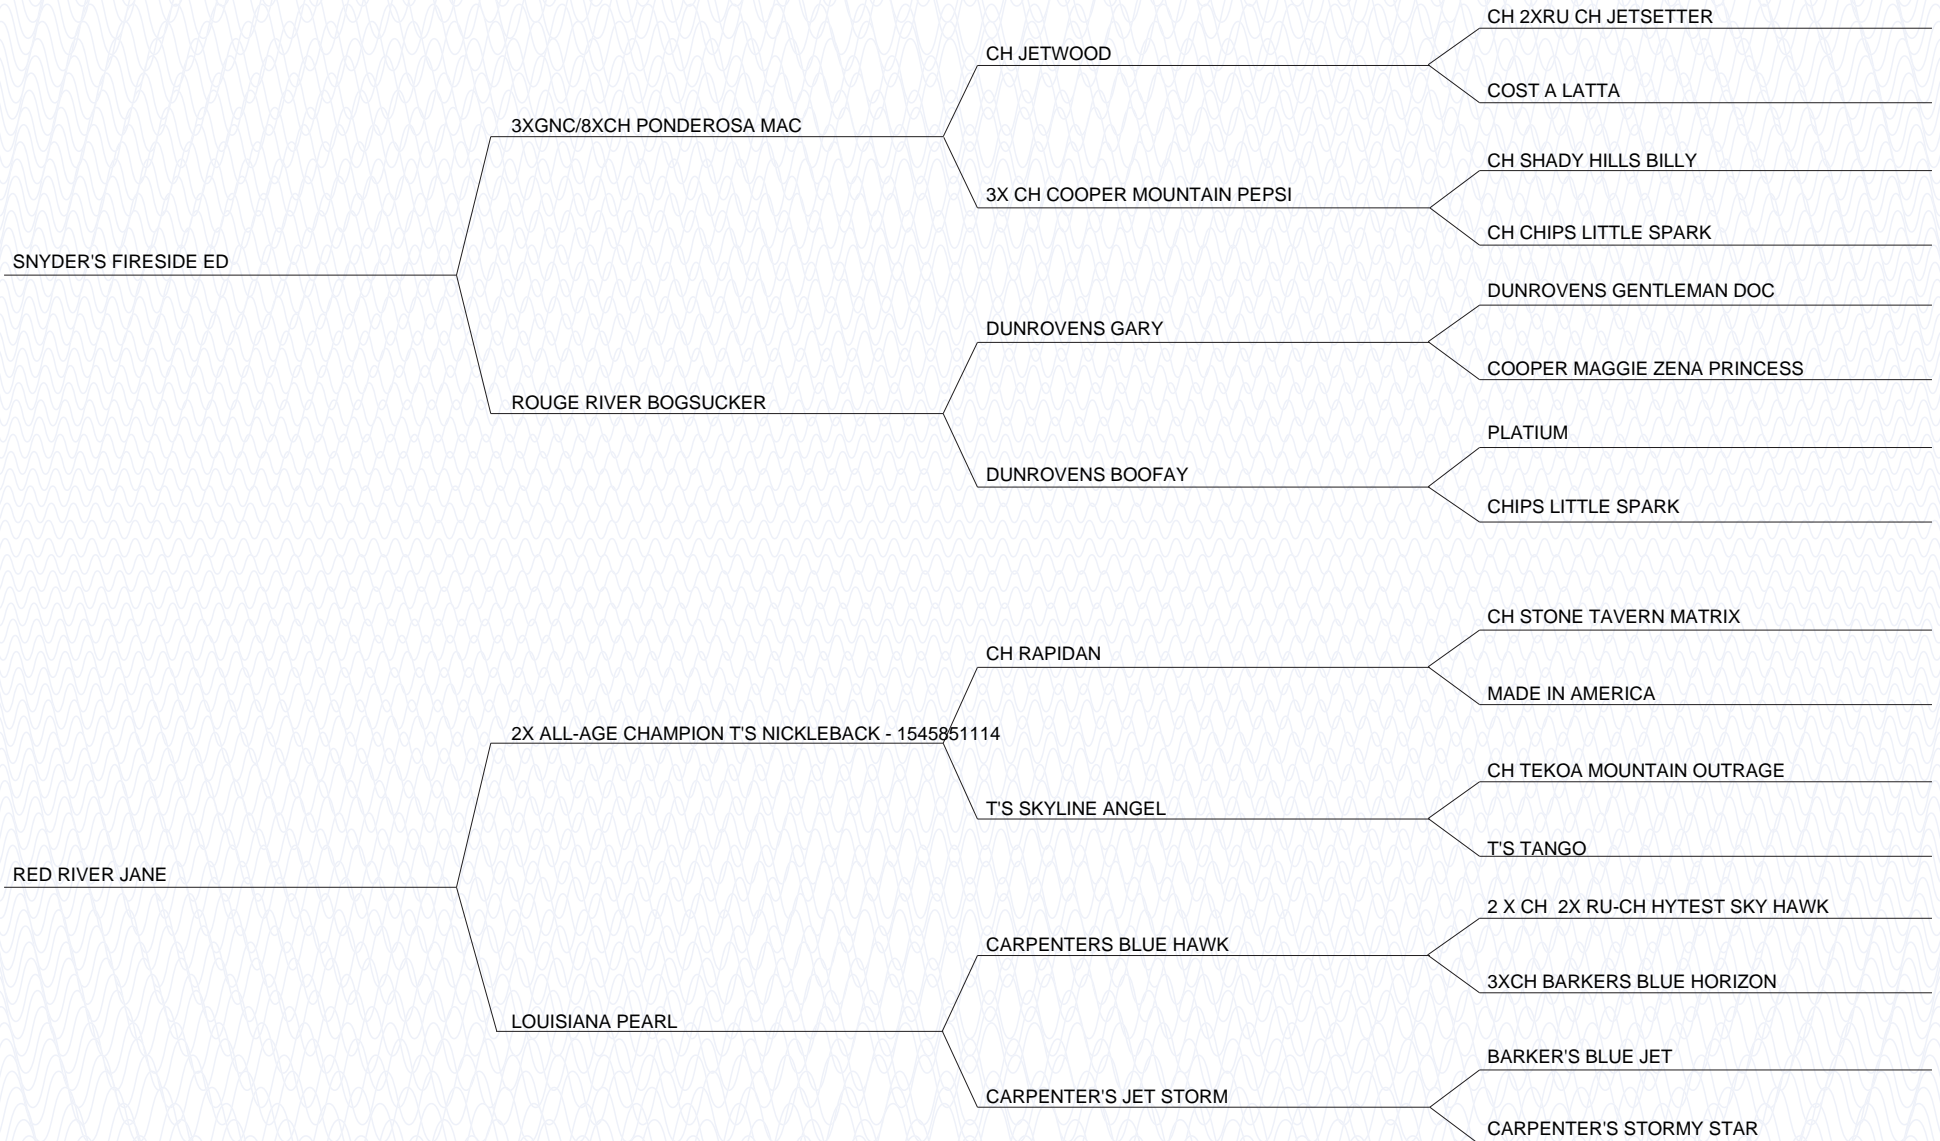 CH 2XRU CH JETSETTER
CH JETWOOD
COST A LATTA
3XGNC/8XCH PONDEROSA MAC
CH SHADY HILLS BILLY
3X CH COOPER MOUNTAIN PEPSI
CH CHIPS LITTLE SPARK
SNYDER'S FIRESIDE ED
DUNROVENS GENTLEMAN DOC
DUNROVENS GARY
COOPER MAGGIE ZENA PRINCESS
ROUGE RIVER BOGSUCKER
PLATIUM
DUNROVENS BOOFAY
CHIPS LITTLE SPARK
CH STONE TAVERN MATRIX
CH RAPIDAN
MADE IN AMERICA
2X ALL-AGE CHAMPION T'S NICKLEBACK - 1545851114
CH TEKOA MOUNTAIN OUTRAGE
T'S SKYLINE ANGEL
T'S TANGO
RED RIVER JANE
2 X CH  2X RU-CH HYTEST SKY HAWK
CARPENTERS BLUE HAWK
3XCH BARKERS BLUE HORIZON
LOUISIANA PEARL
BARKER'S BLUE JET
CARPENTER'S JET STORM
CARPENTER'S STORMY STAR